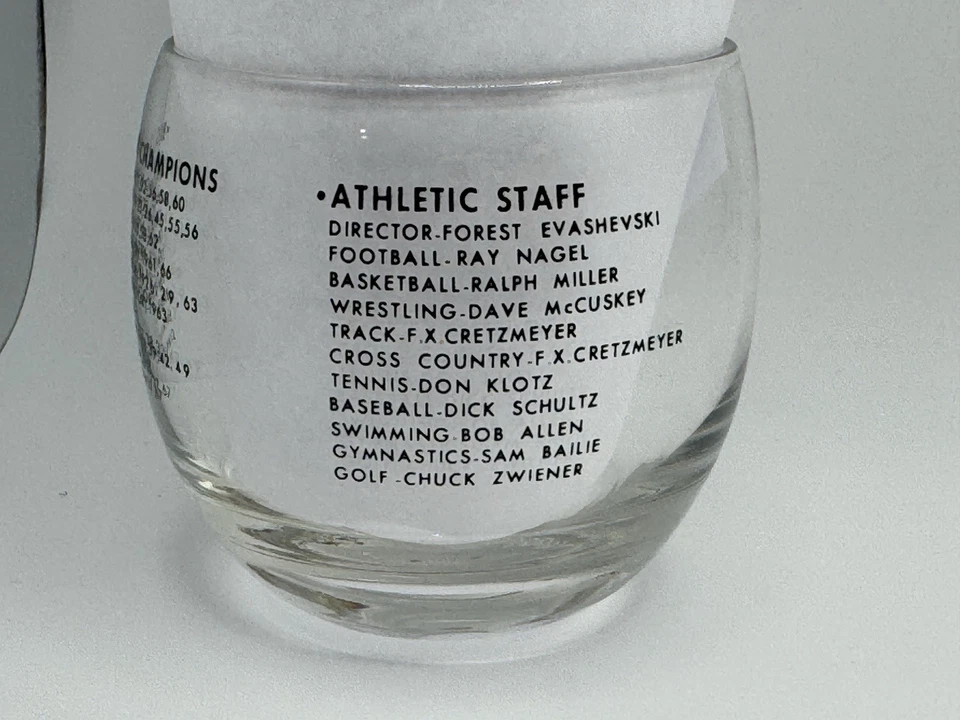 CHAMPIONS
•ATHLETIC STAFF
DIRECTOR-FOREST EVASHEVSKI
FOOTBALL-RAY NAGEL
BASKETBALL-RALPH MILLER
WRESTLING-DAVE McCUSKEY
TRACK-F.X.CRETZMEYER
CROSS COUNTRY-F.X.CRETZMEYER
TENNIS-DON KLOTZ
BASEBALL-DICK SCHULTZ
SWIMMING-BOB ALLEN
GYMNASTICS-SAM BAILIE
GOLF-CHUCK ZWIENER